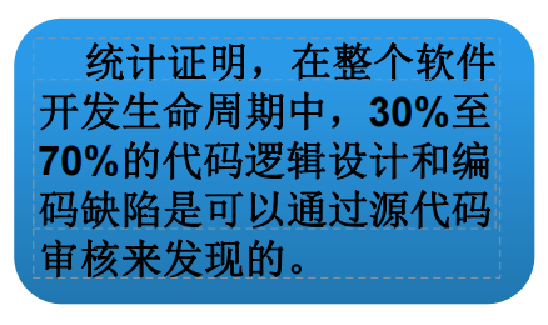 统计证明，在整个软件
开发生命周期中，30%至
70%的代码逻辑设计和编
码缺陷是可以通过源代码
审核来发现的。